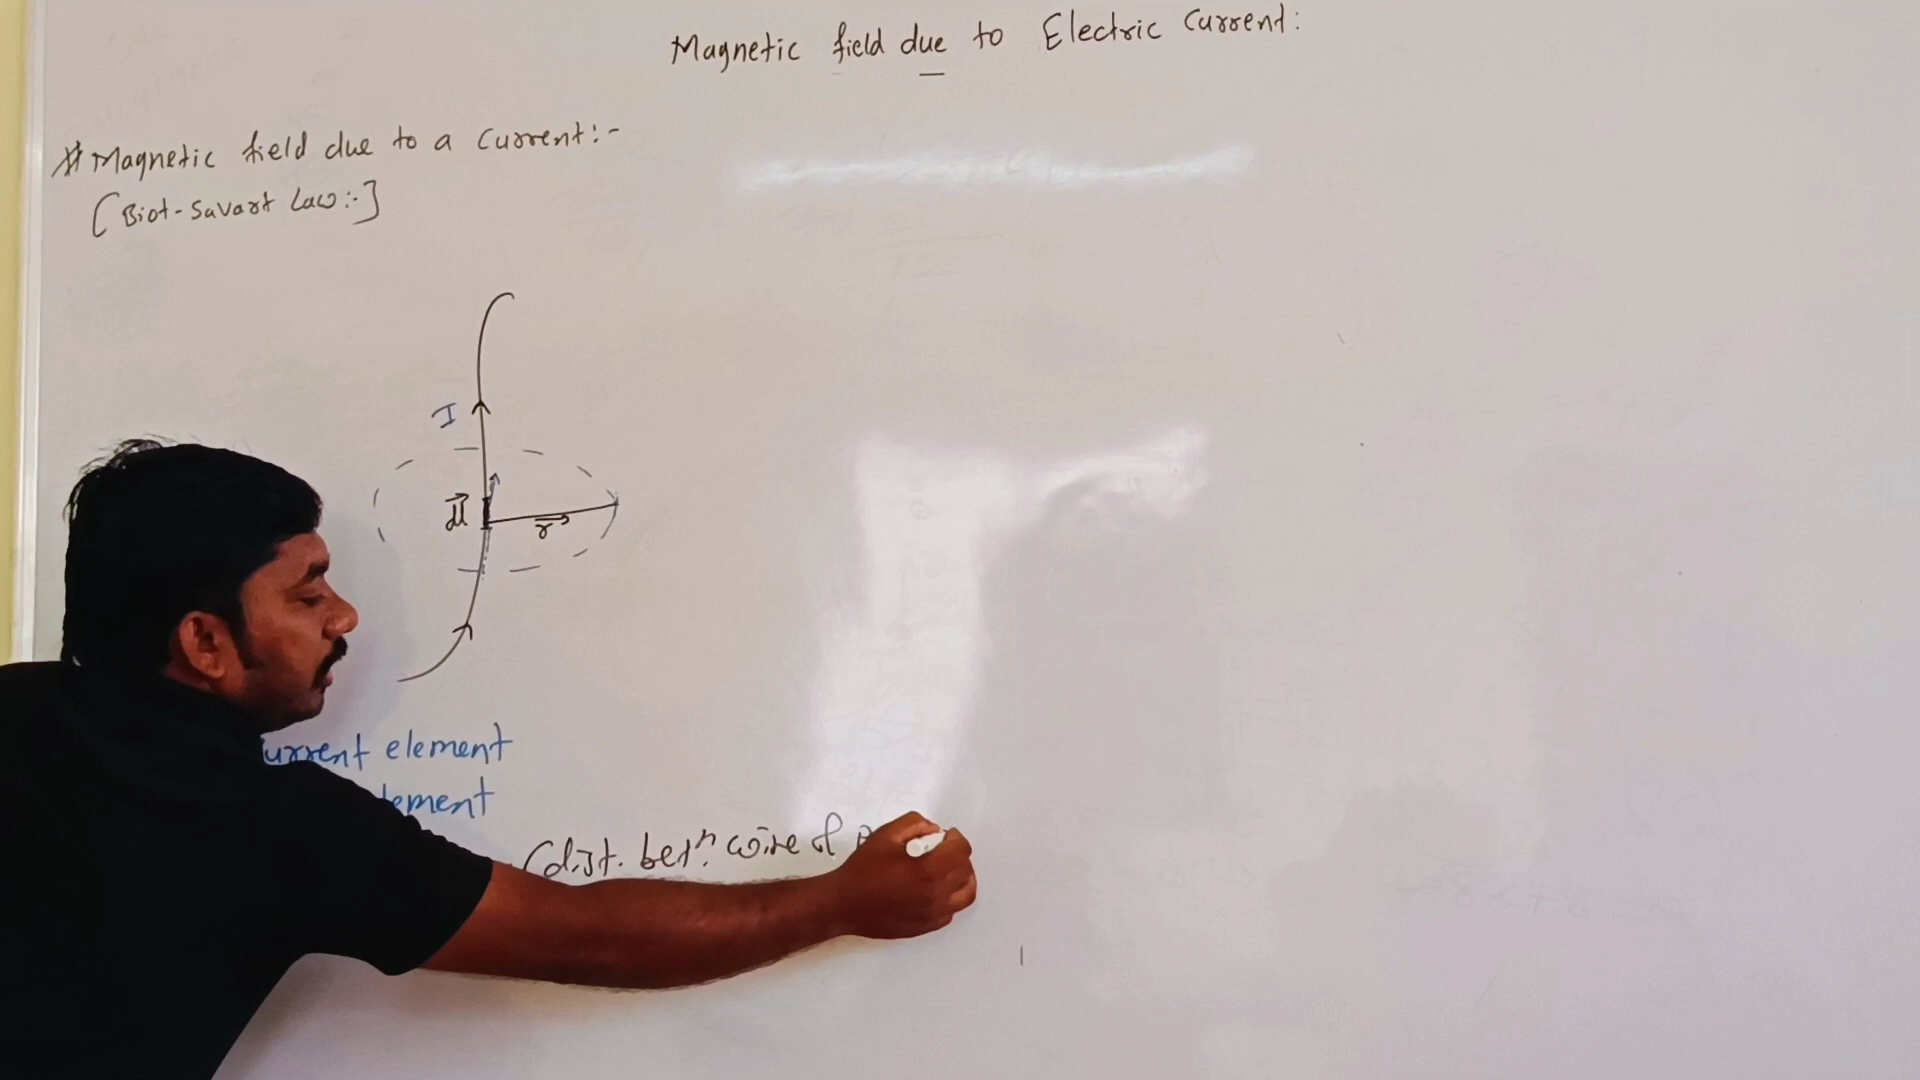 Magnetic field due to Electric Current:
# Magnetic field due to a Current:-
[Biot-Savart Law:-]
I
dl
r
urrent element
lement
(dist. betn. wire &